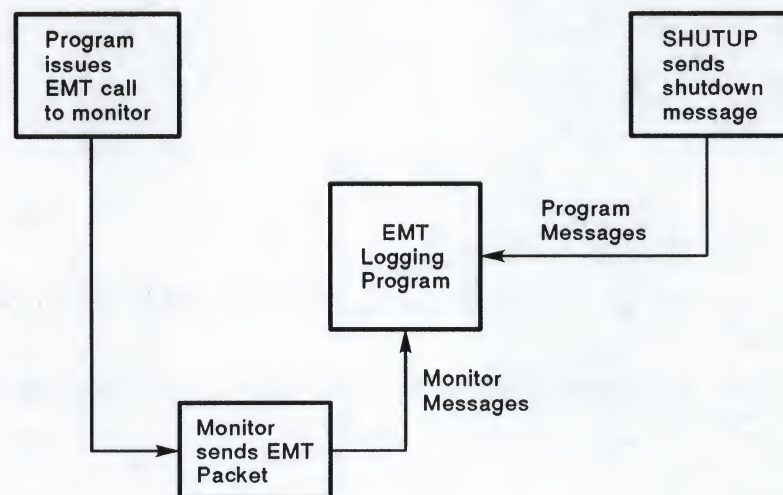 Program
issues
EMT call
to monitor
SHUTUP
sends
shutdown
message
EMT
Logging
Program
Program
Messages
Monitor
Messages
Monitor
sends EMT
Packet